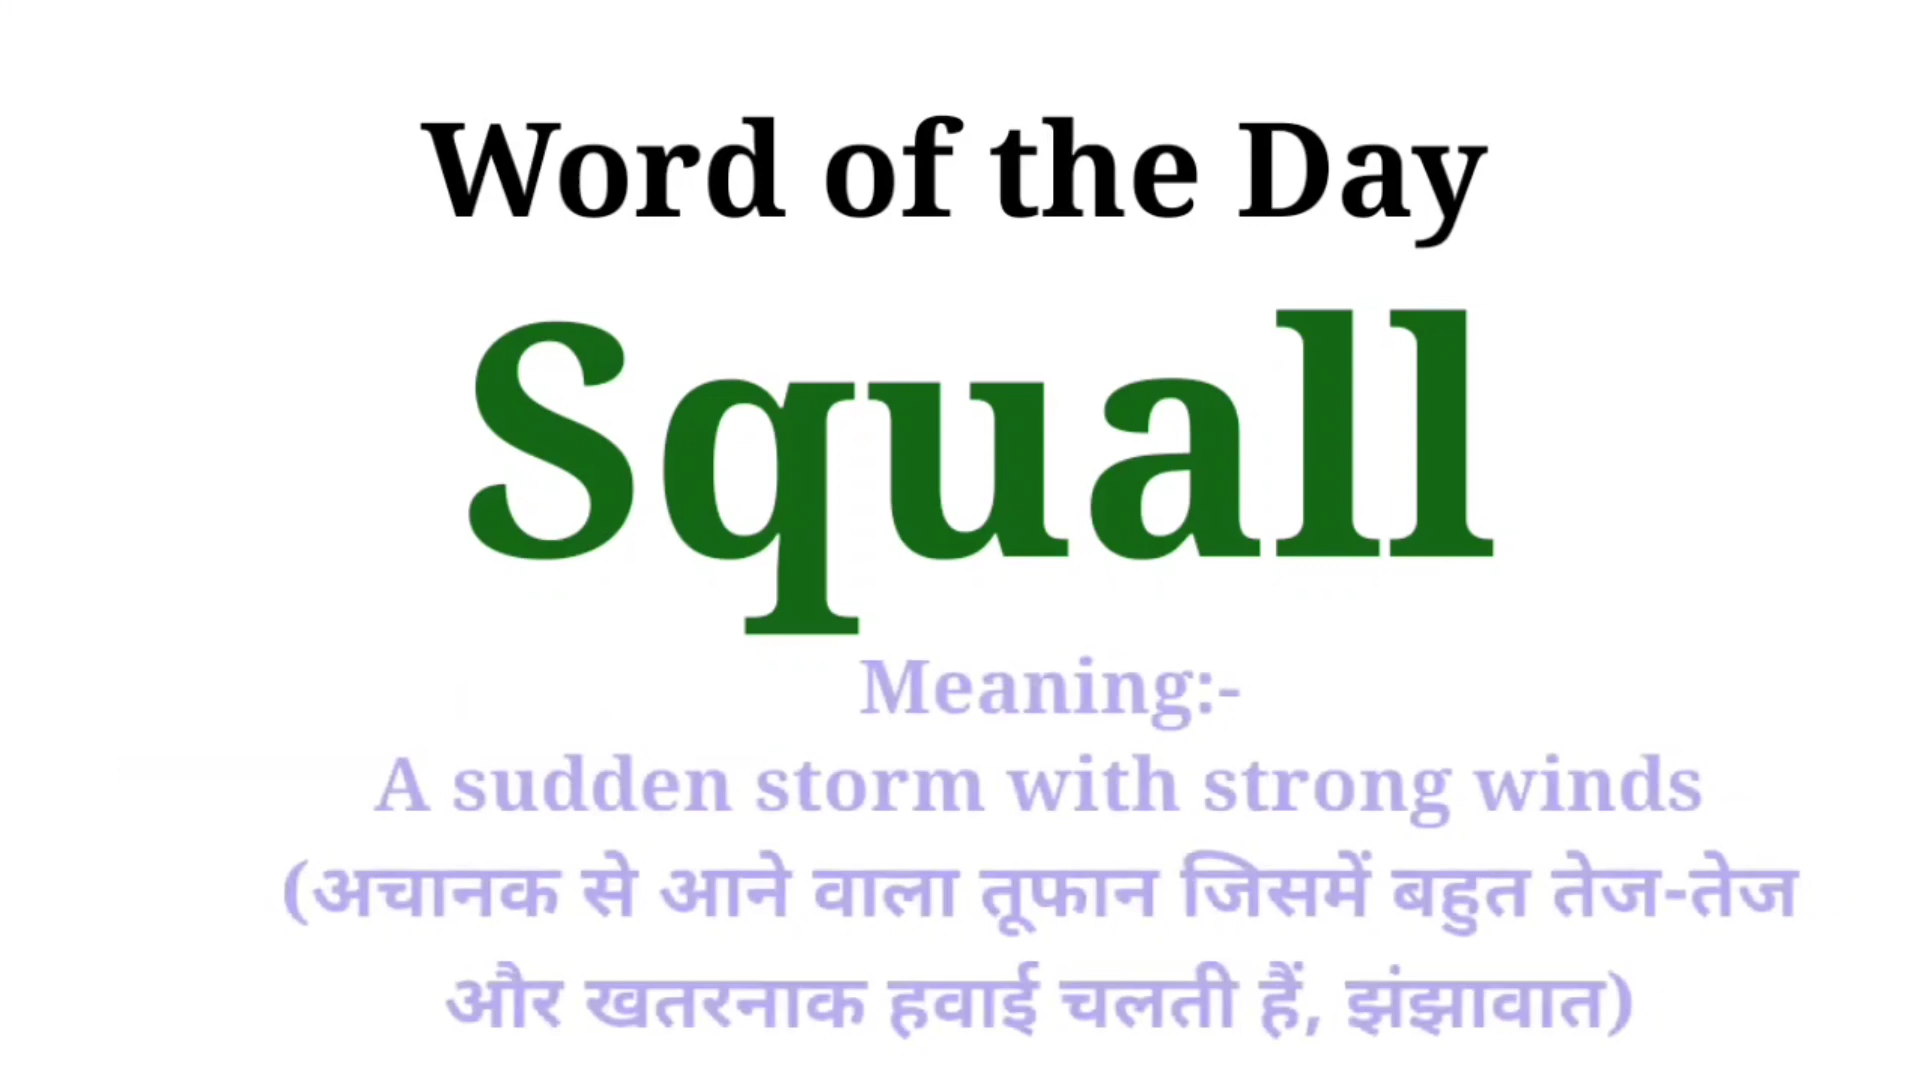 Word of the Day
Squall
Meaning:-
A sudden storm with strong winds
(अचानक से आने वाला तूफान जिसमें बहुत तेज-तेज
और खतरनाक हवाई चलती हैं, झंझावात)